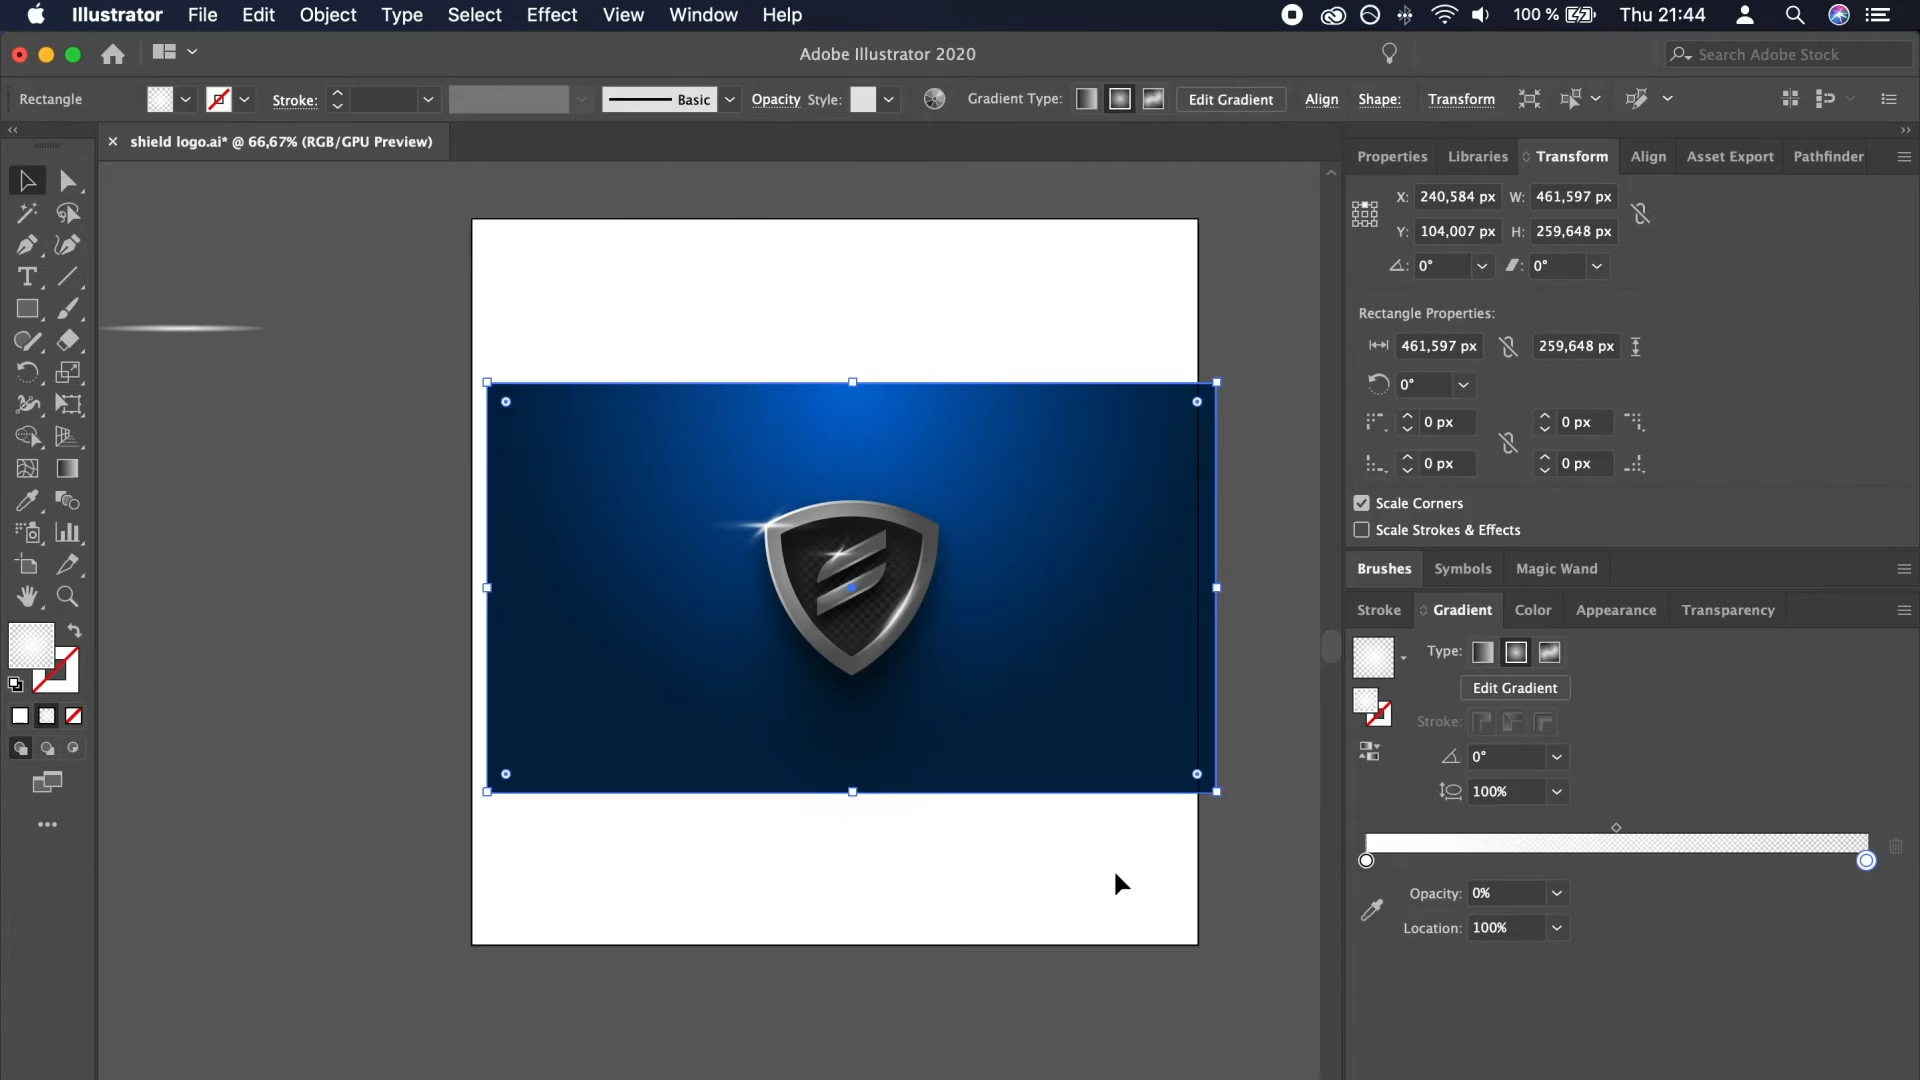 Illustrator File Edit Object Type Select Effect View Window Help 100 % Thu 21:44
Adobe Illustrator 2020 Search Adobe Stock
Rectangle Stroke: Basic Opacity Style: Gradient Type: Edit Gradient Align Shape: Transform
× shield logo.ai* @ 66,67% (RGB/GPU Preview)
Properties Libraries Transform Align Asset Export Pathfinder
X: 240,584 px W: 461,597 px
Y: 104,007 px H: 259,648 px
0° 0°
Rectangle Properties:
461,597 px 259,648 px
0°
0 px 0 px
0 px 0 px
Scale Corners
Scale Strokes & Effects
Brushes Symbols Magic Wand
Stroke Gradient Color Appearance Transparency
Type:
Edit Gradient
Stroke:
0°
100%
Opacity: 0%
Location: 100%